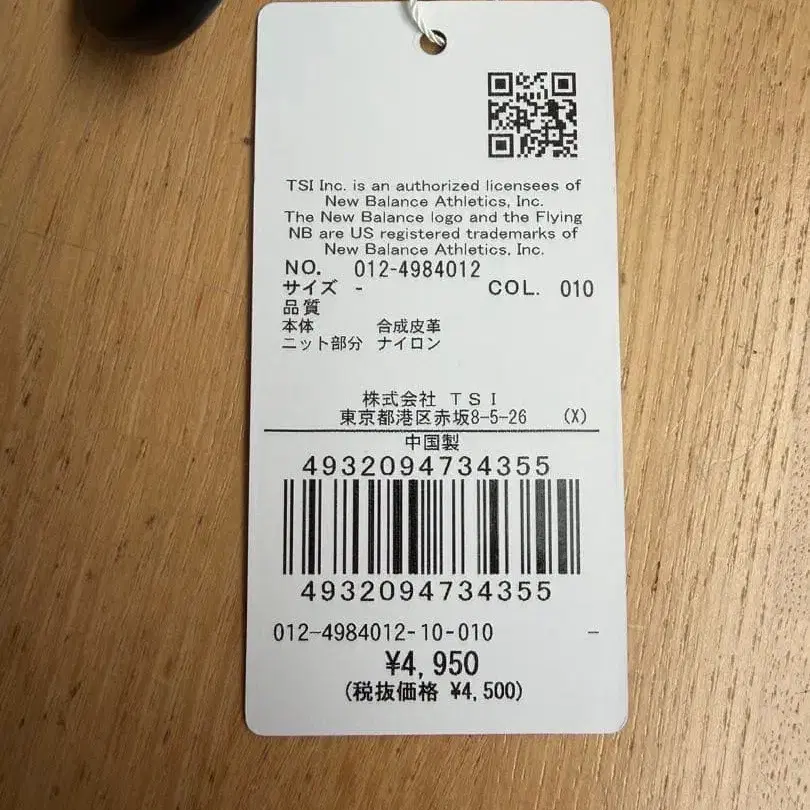 TSI Inc. is an authorized licensees of
New Balance Athletics, Inc.
The New Balance logo and the Flying
NB are US registered trademarks of
New Balance Athletics, Inc.
NO. 012-4984012
サイズ - COL. 010
品質
本体 合成皮革
ニット部分 ナイロン
株式会社 TSI
東京都港区赤坂8-5-26 (X)
中国製
4932094734355
4932094734355
012-4984012-10-010 -
¥4,950
(税抜価格 ¥4,500)